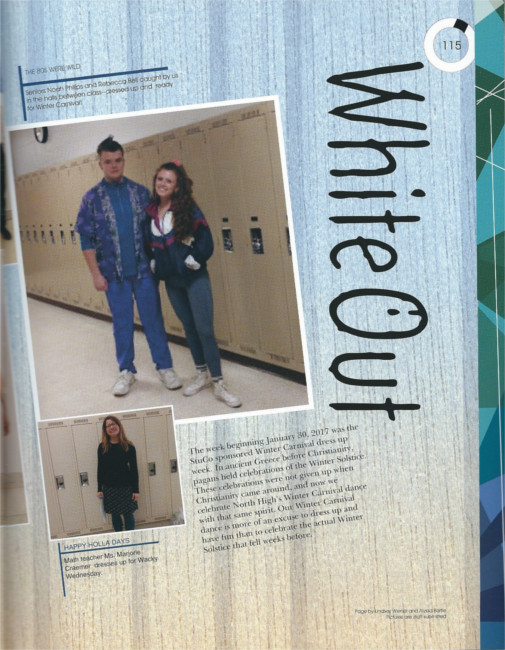 115
White Out
THE 80s WERE WILD
Seniors Noah Phillips and Rebecca Bell caught by us
in the halls between class-dressed up and ready
for Winter Carnival!
The week beginning January 30, 2017 was the
StuCo sponsored Winter Carnival dress up
week. In ancient Greece before Christianity,
pagans held celebrations of the Winter Solstice.
These celebrations were not given up when
Christianity came around, and now we
celebrate North High's Winter Carnival dance
with that same spirit. Our Winter Carnival
dance is more of an excuse to dress up and
have fun than to celebrate the actual Winter
Solstice that fell weeks before.
HAPPY HOLLA DAYS
Math teacher Ms. Marjorie
Craemer dresses up for Wacky
Wednesday
Page by Lindsay and
Pictures are staff submitted